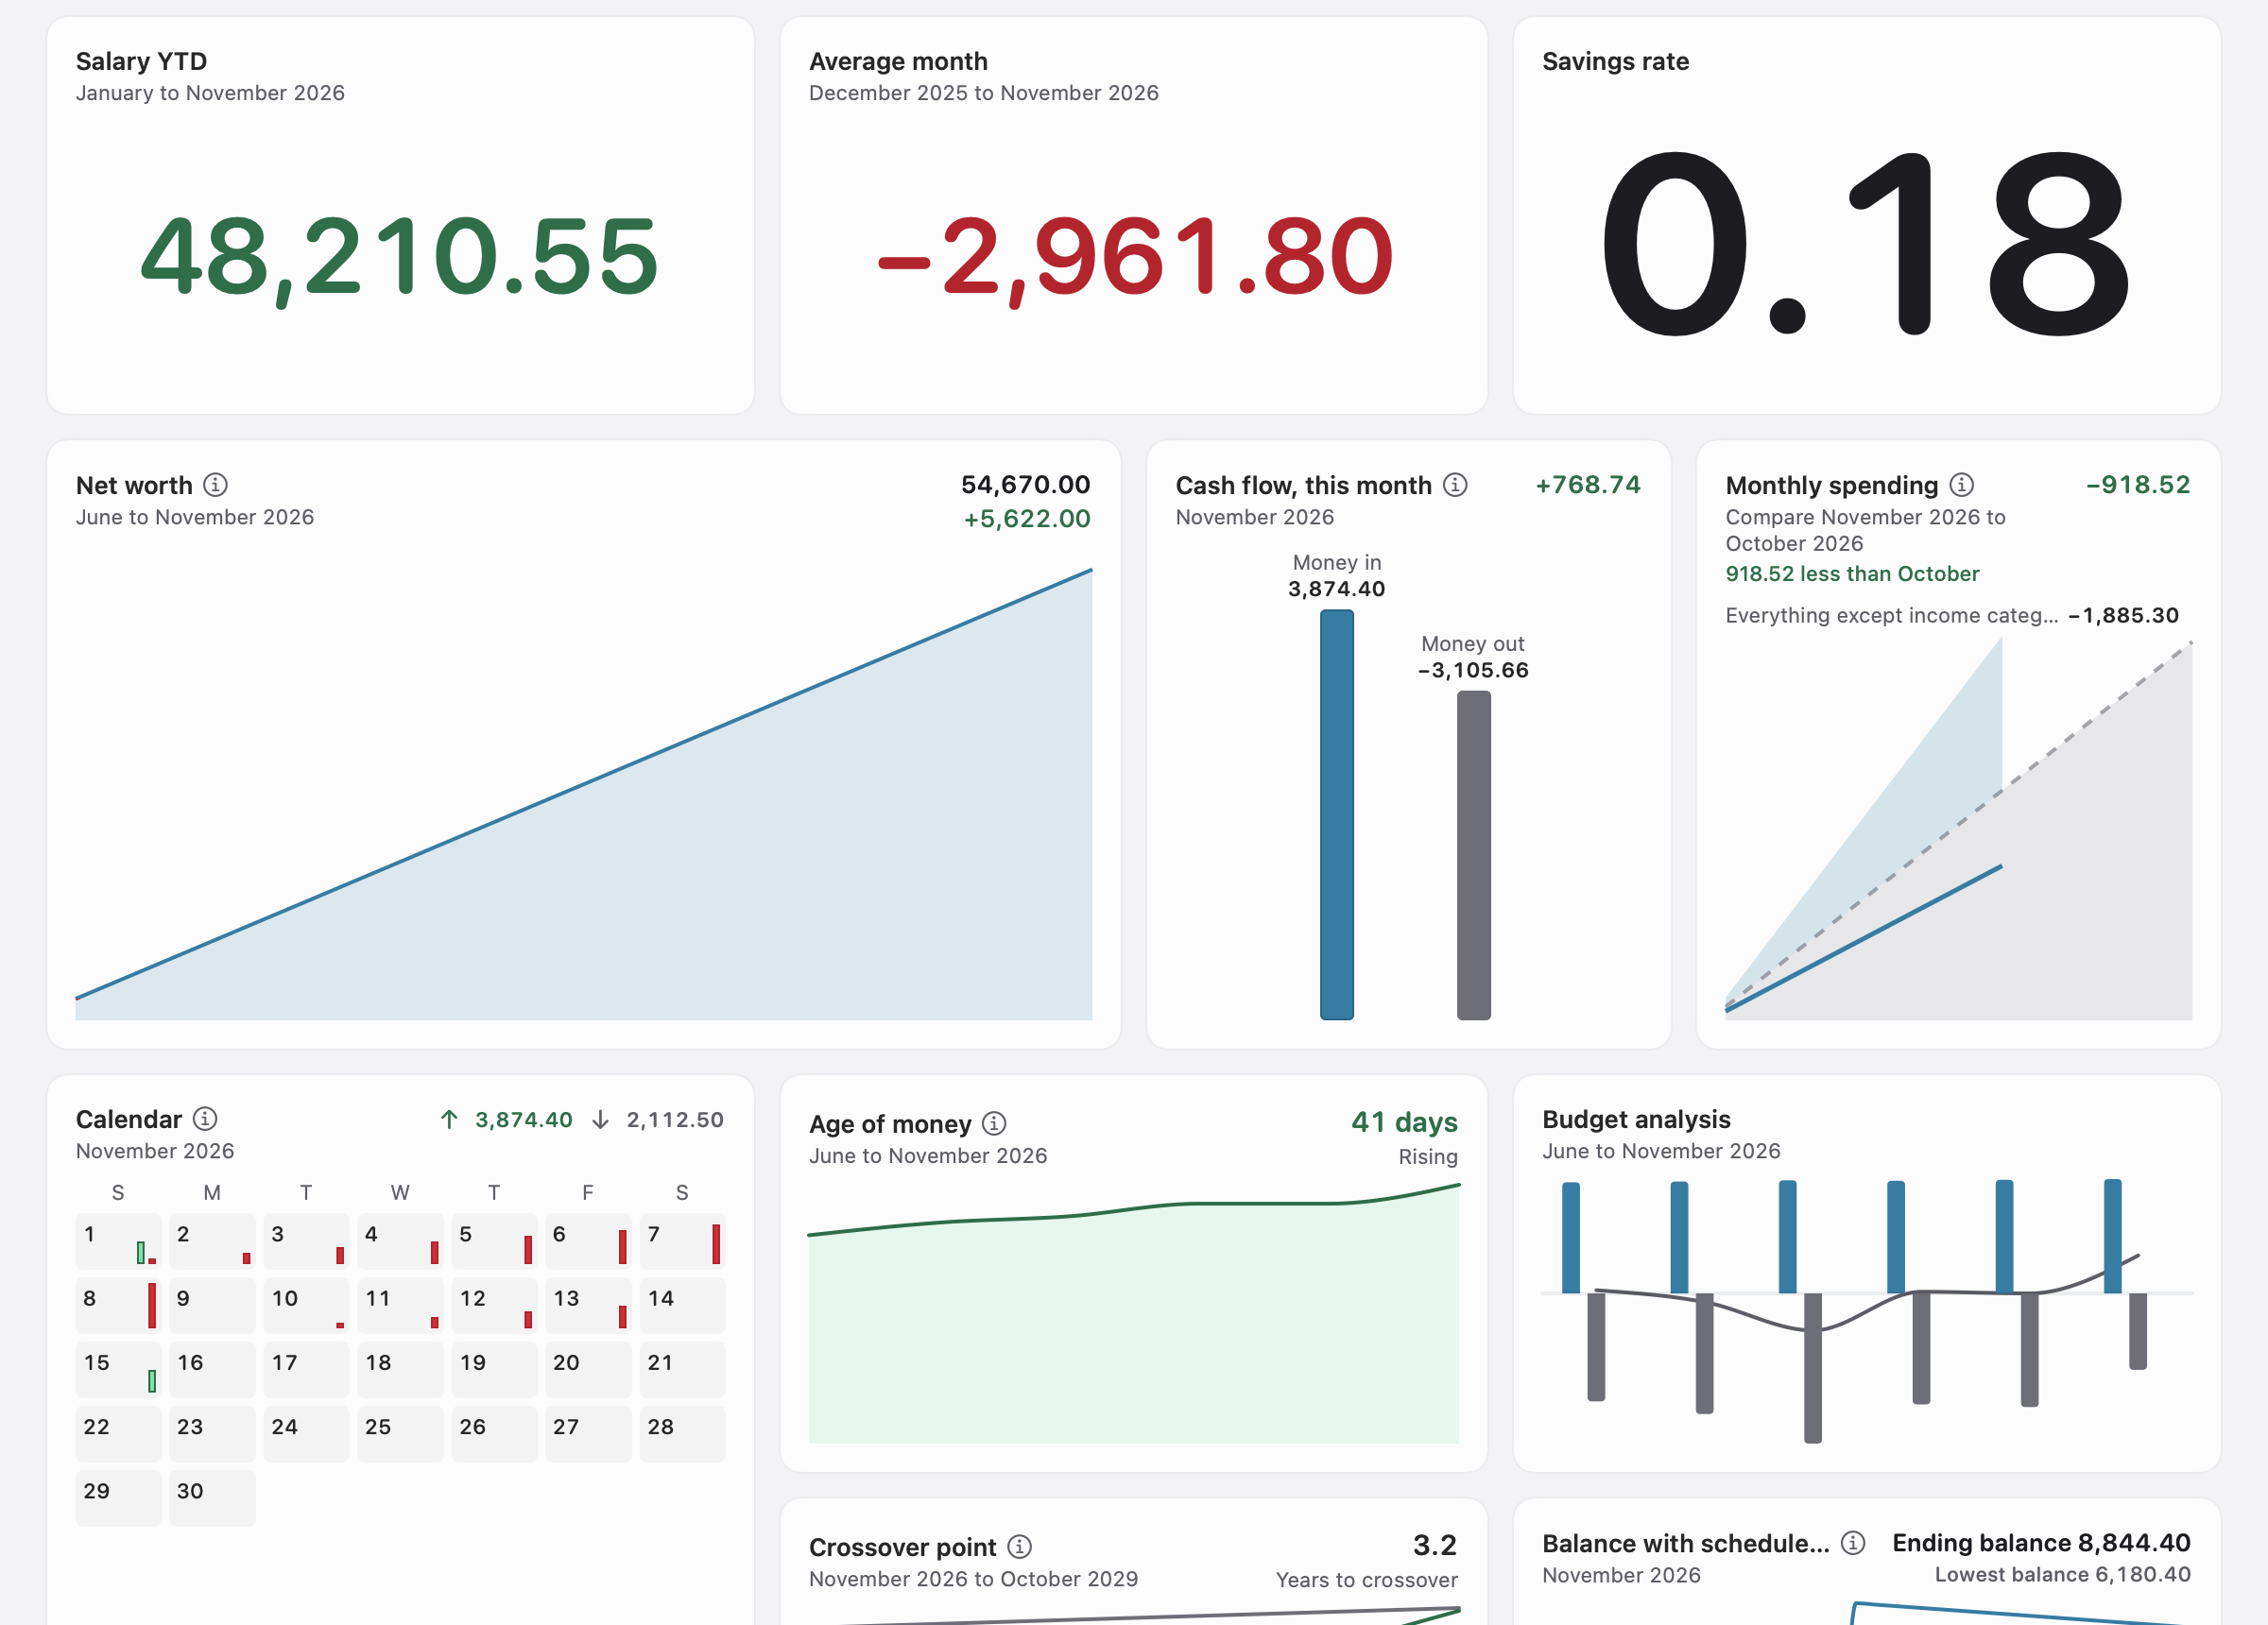 Salary YTD
January to November 2026
48,210.55
Average month
December 2025 to November 2026
−2,961.80
Savings rate
0.18
Net worth
June to November 2026
54,670.00
+5,622.00
Cash flow, this month
November 2026
+768.74
Money in
3,874.40
Money out
−3,105.66
Monthly spending
Compare November 2026 to
October 2026
918.52 less than October
−918.52
Everything except income categ... −1,885.30
Calendar
November 2026
↑ 3,874.40 ↓ 2,112.50
S M T W T F S
1 2 3 4 5 6 7
8 9 10 11 12 13 14
15 16 17 18 19 20 21
22 23 24 25 26 27 28
29 30
Age of money
June to November 2026
41 days
Rising
Budget analysis
June to November 2026
Crossover point
November 2026 to October 2029
3.2
Years to crossover
Balance with schedule...
November 2026
Ending balance 8,844.40
Lowest balance 6,180.40